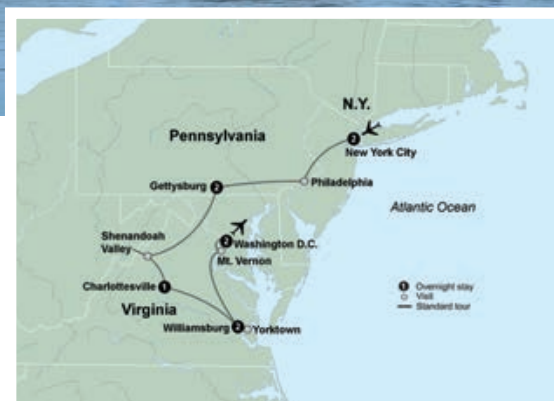 N.Y.
Pennsylvania
2
New York City
Gettysburg 2
Philadelphia
Atlantic Ocean
Shenandoah
Valley
2 Washington D.C.
Mt. Vernon
Charlottesville 1
Virginia
Williamsburg 2 Yorktown
1 Overnight stay
Visit
Standard tour